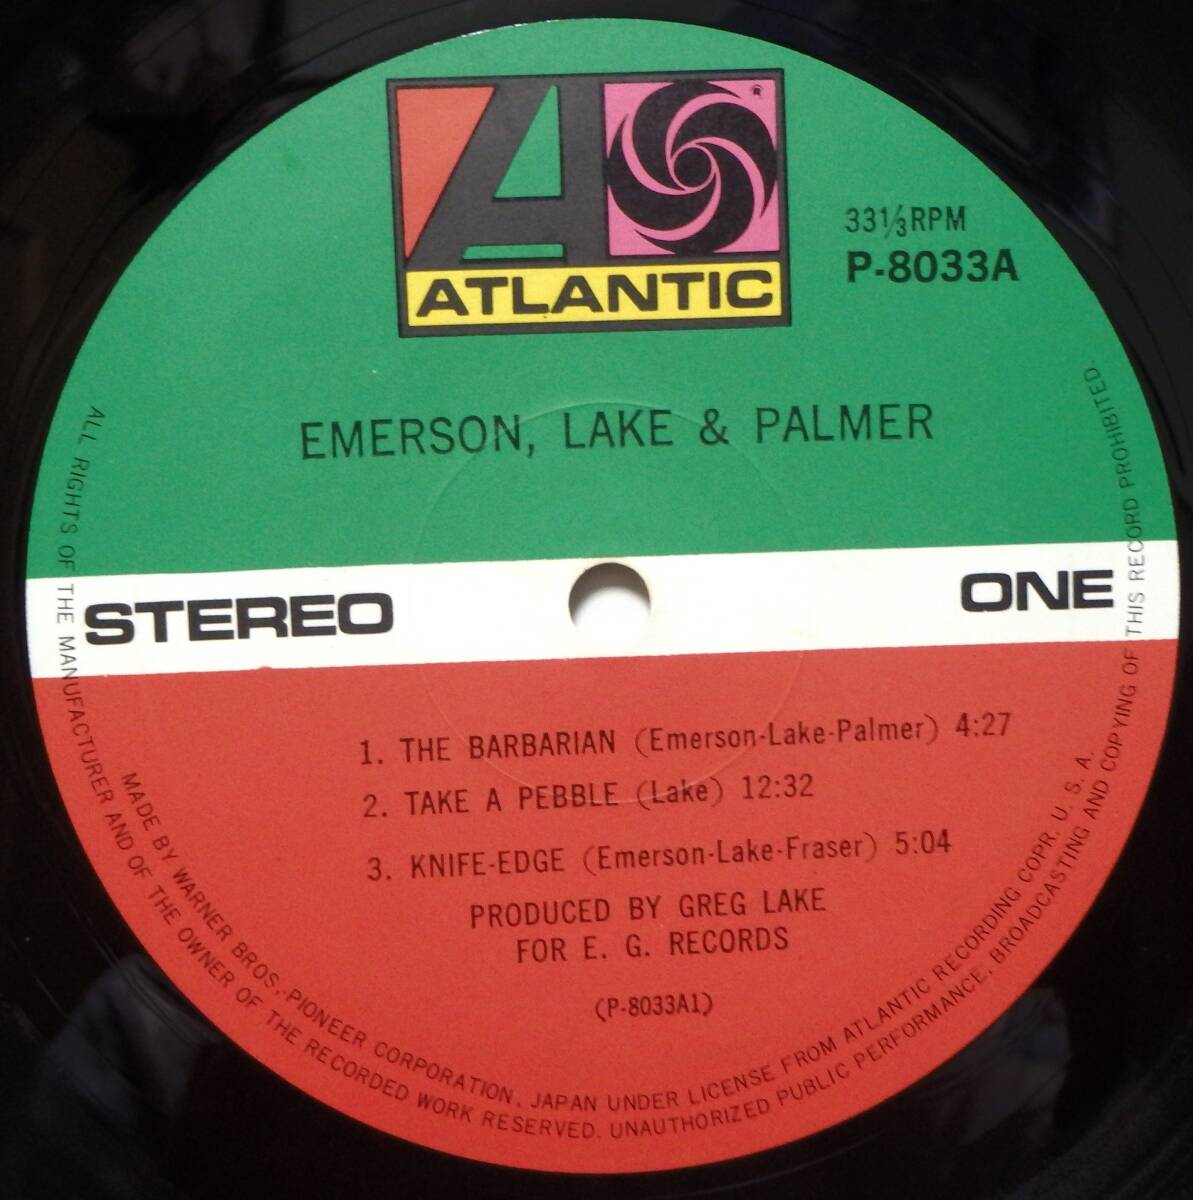 A
®
ATLANTIC
33⅓RPM
P-8033A
EMERSON, LAKE & PALMER
STEREO
ONE
1. THE BARBARIAN (Emerson-Lake-Palmer) 4:27
2. TAKE A PEBBLE (Lake) 12:32
3. KNIFE-EDGE (Emerson-Lake-Fraser) 5:04
PRODUCED BY GREG LAKE
FOR E. G. RECORDS
(P-8033A1)
MADE BY WARNER BROS.-PIONEER CORPORATION, JAPAN UNDER LICENSE FROM ATLANTIC RECORDING COPR. U. S. A.
ALL RIGHTS OF THE MANUFACTURER AND OF THE OWNER OF THE RECORDED WORK RESERVED. UNAUTHORIZED PUBLIC PERFORMANCE, BROADCASTING AND COPYING OF THIS RECORD PROHIBITED.